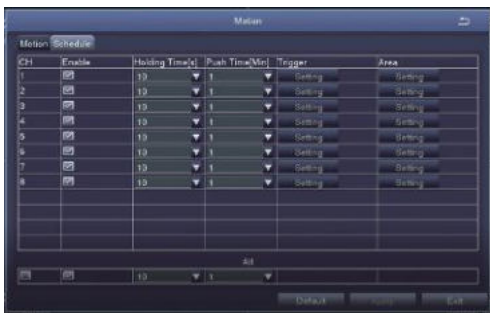 Motion
Motion Schedule
CH Enable Holding Time[s] Push Time[Min] Trigger Area
1 10 1 Setting Setting
2 10 1 Setting Setting
3 10 1 Setting Setting
4 10 1 Setting Setting
5 10 1 Setting Setting
6 10 1 Setting Setting
7 10 1 Setting Setting
8 10 1 Setting Setting
All
10 1
Default Apply Exit